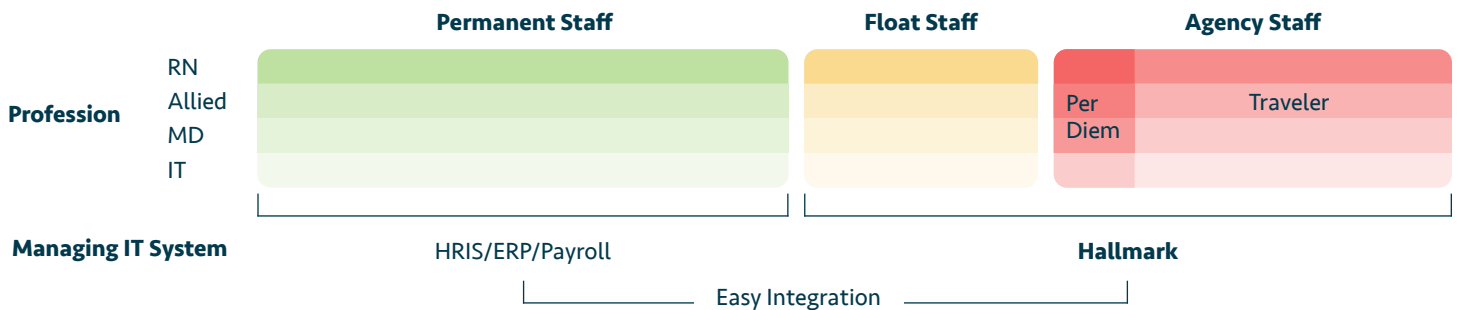 Permanent Staff
Float Staff
Agency Staff
Profession
RN
Allied
MD
IT
Per
Diem
Traveler
Managing IT System
HRIS/ERP/Payroll
Hallmark
Easy Integration